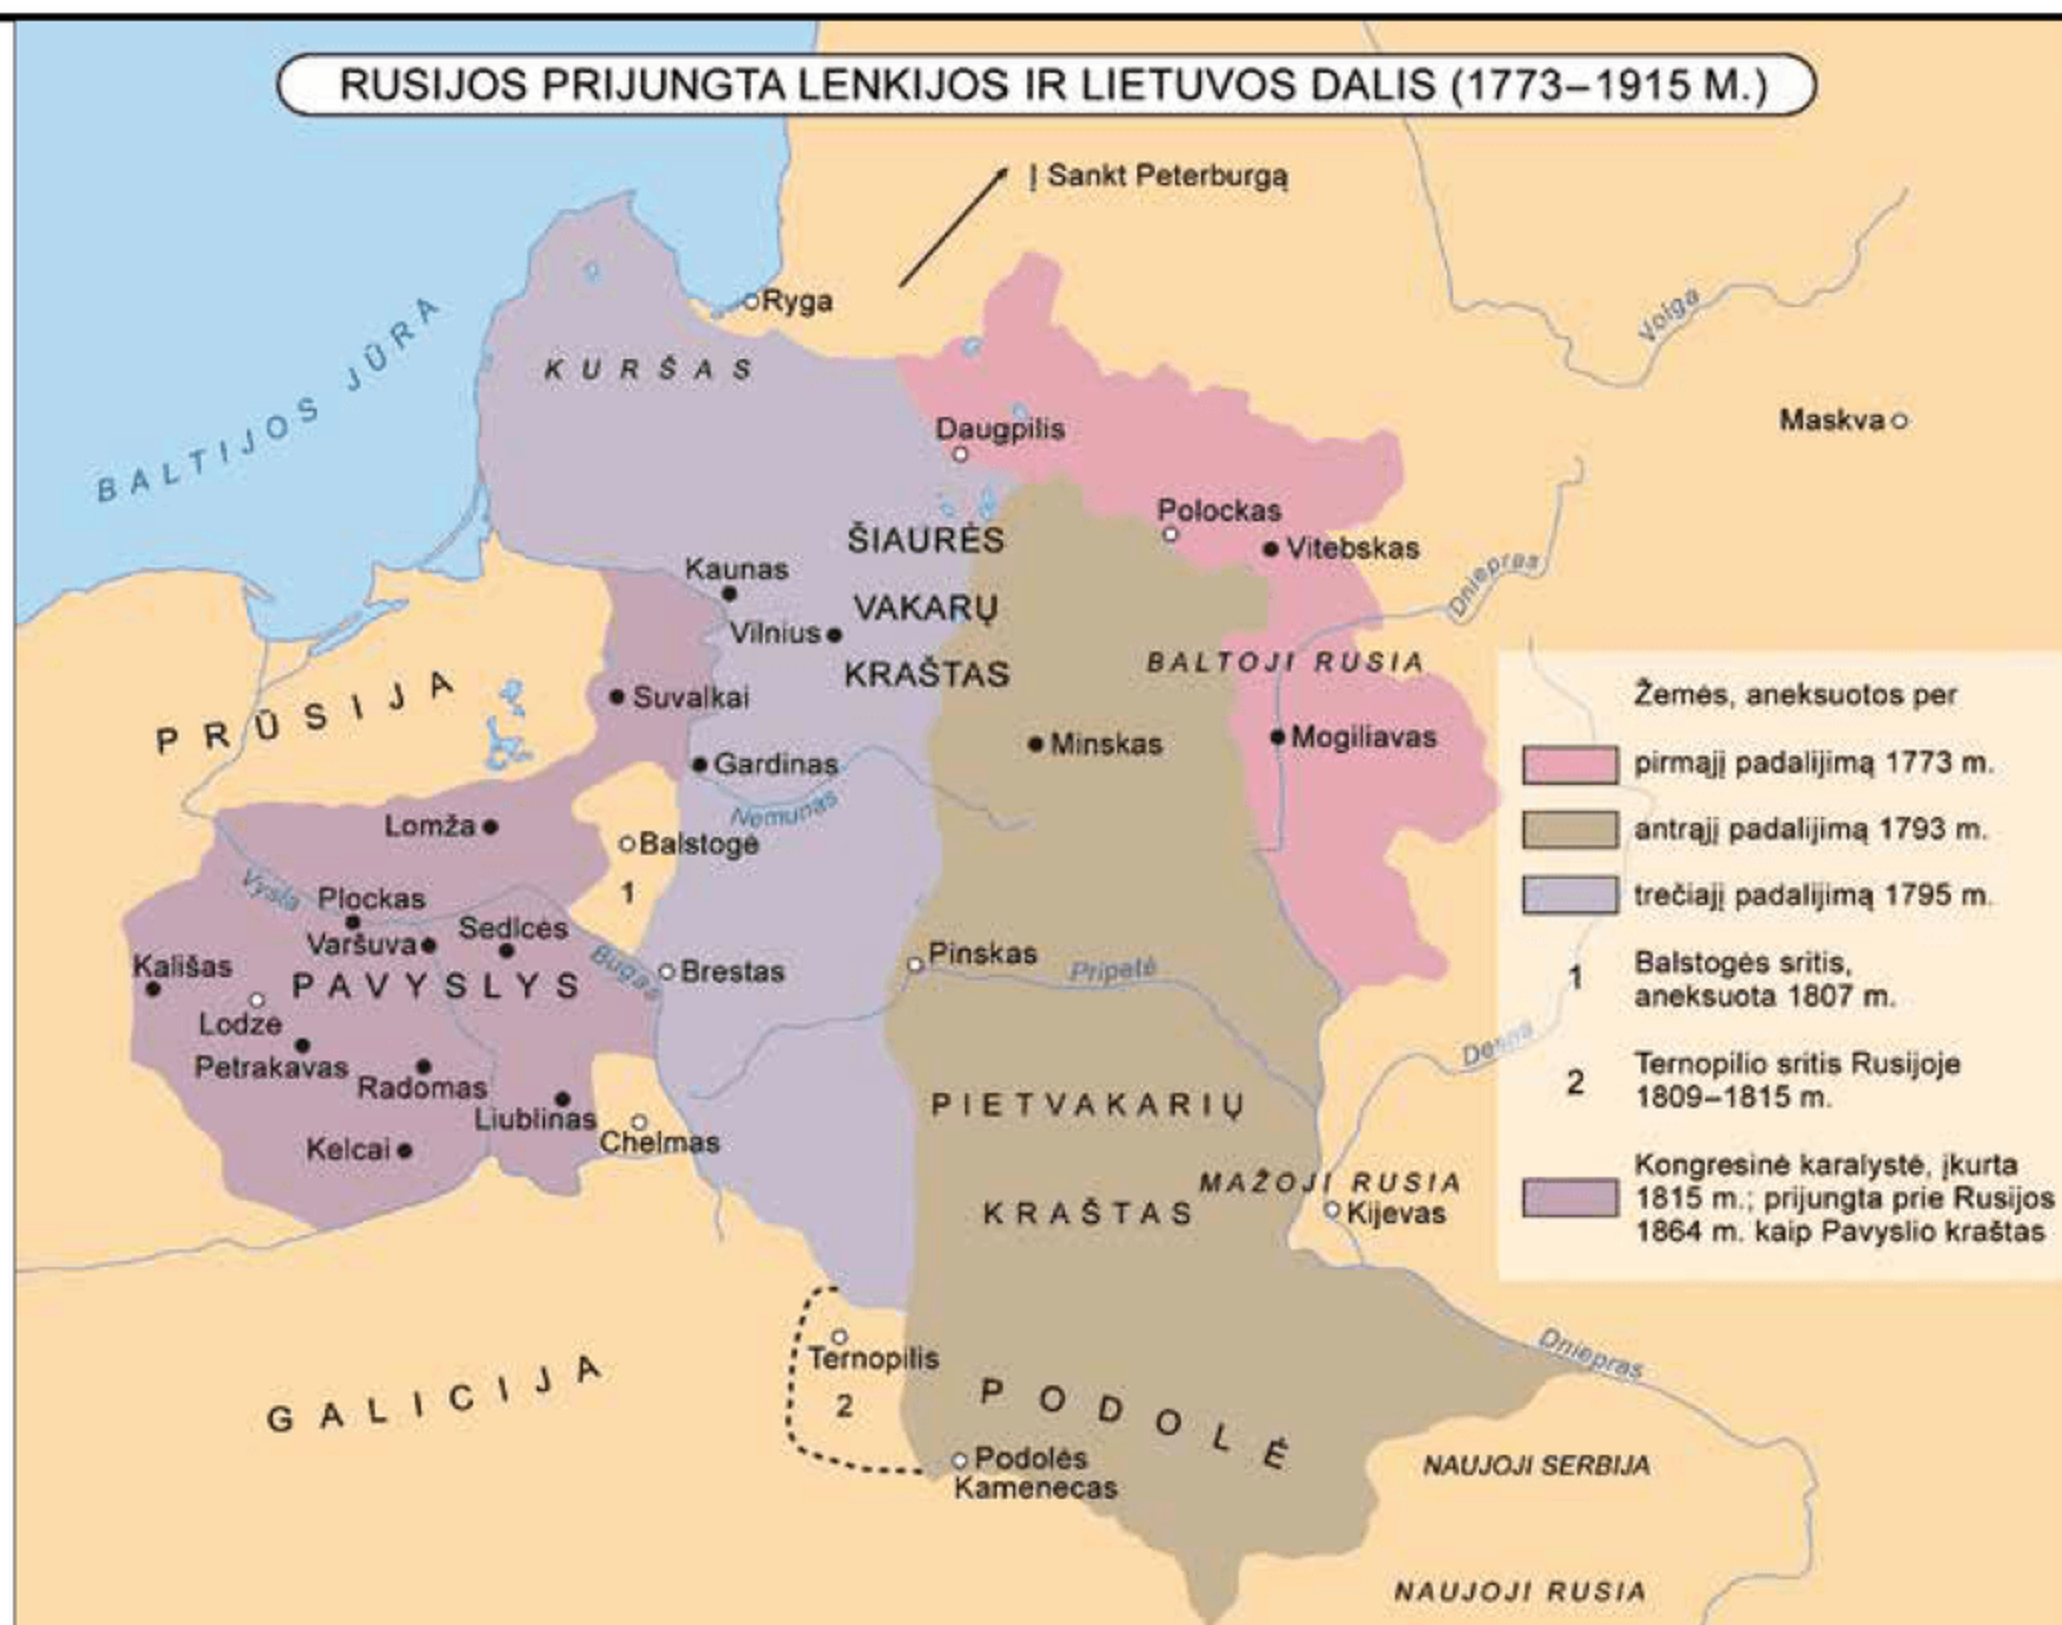 RUSIJOS PRIJUNGTA LENKIJOS IR LIETUVOS DALIS (1773–1915 M.)
Į Sankt Peterburgą
Ryga
BALTIJOS JŪRA
KURŠAS
Volga
Maskva
Daugpilis
Polockas
Vitebskas
Dniepras
ŠIAURĖS
VAKARŲ
KRAŠTAS
Kaunas
Vilnius
BALTOJI RUSIA
PRŪSIJA
Suvalkai
Minskas
Mogiliavas
Gardinas
Nemunas
Lomža
Balstogė
1
Vysla
Plockas
Varšuva
Sedlcės
Bugas
Brestas
Pinskas
Pripetė
Kališas
PAVYSLYS
Lodzė
Petrakavas
Radomas
Liublinas
Chelmas
Kelcai
Desna
PIETVAKARIŲ
KRAŠTAS
MAŽOJI RUSIA
Kijevas
Dniepras
GALICIJA
Ternopilis
2
PODOLĖ
Podolės
Kamenecas
NAUJOJI SERBIJA
NAUJOJI RUSIA
Žemės, aneksuotos per
pirmąjį padalijimą 1773 m.
antrąjį padalijimą 1793 m.
trečiajį padalijimą 1795 m.
1 Balstogės sritis,
aneksuota 1807 m.
2 Ternopilio sritis Rusijoje
1809–1815 m.
Kongresinė karalystė, įkurta
1815 m.; prijungta prie Rusijos
1864 m. kaip Pavyslio kraštas